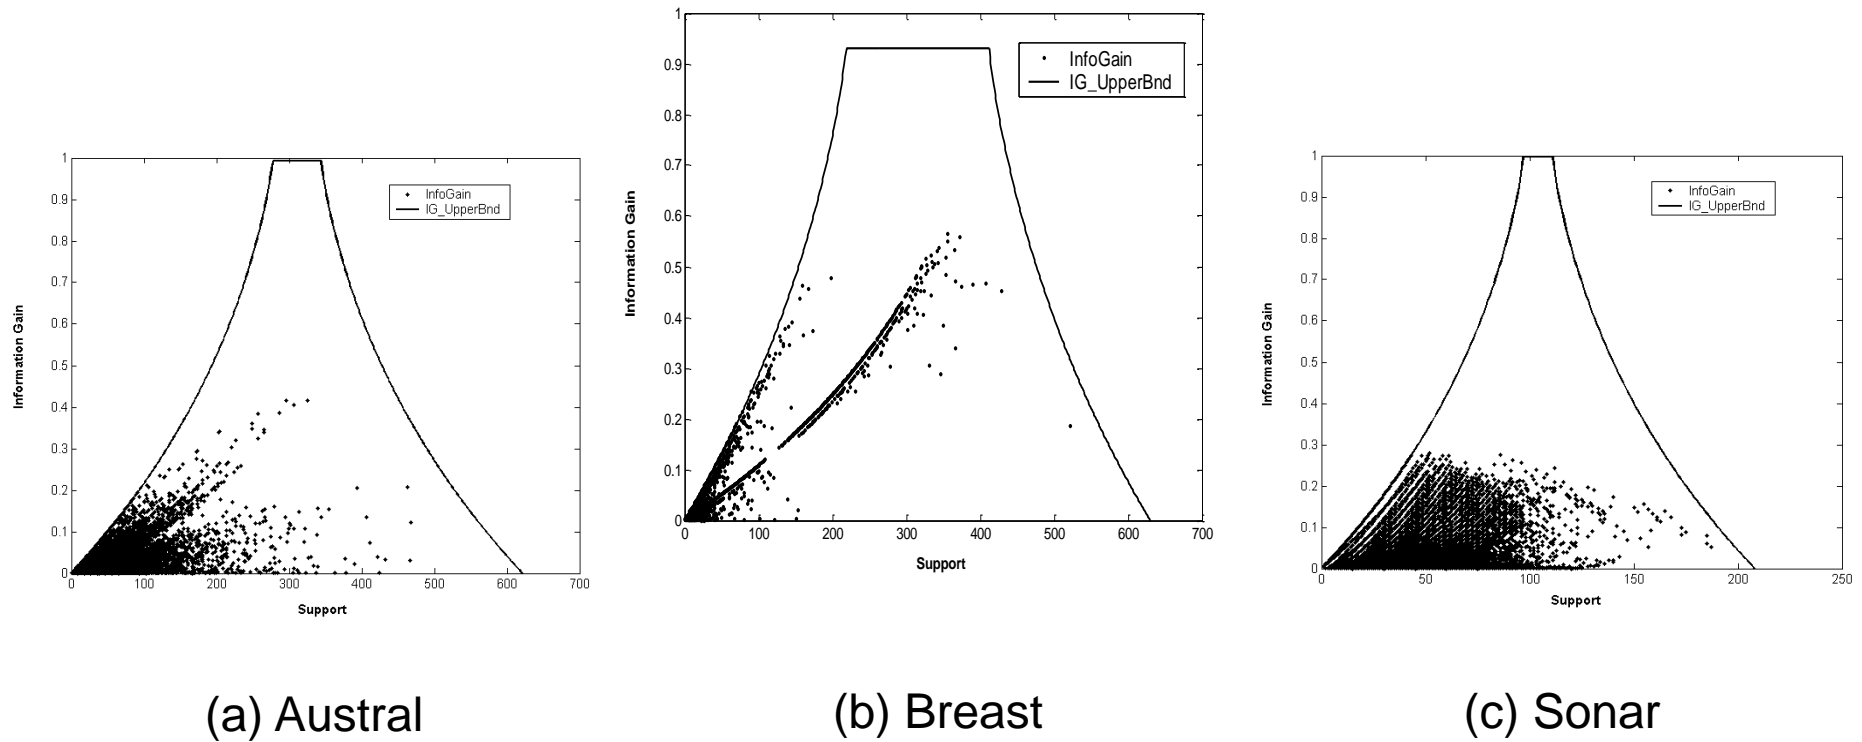 1
0.9
0.8
0.7
0.6
0.5
0.4
0.3
0.2
0.1
0
0 100 200 300 400 500 600 700
Information Gain
Support
InfoGain
IG_UpperBnd
(a) Austral
1
0.9
0.8
0.7
0.6
0.5
0.4
0.3
0.2
0.1
0
0 100 200 300 400 500 600 700
Information Gain
Support
InfoGain
IG_UpperBnd
(b) Breast
1
0.9
0.8
0.7
0.6
0.5
0.4
0.3
0.2
0.1
0
0 50 100 150 200 250
Information Gain
Support
InfoGain
IG_UpperBnd
(c) Sonar